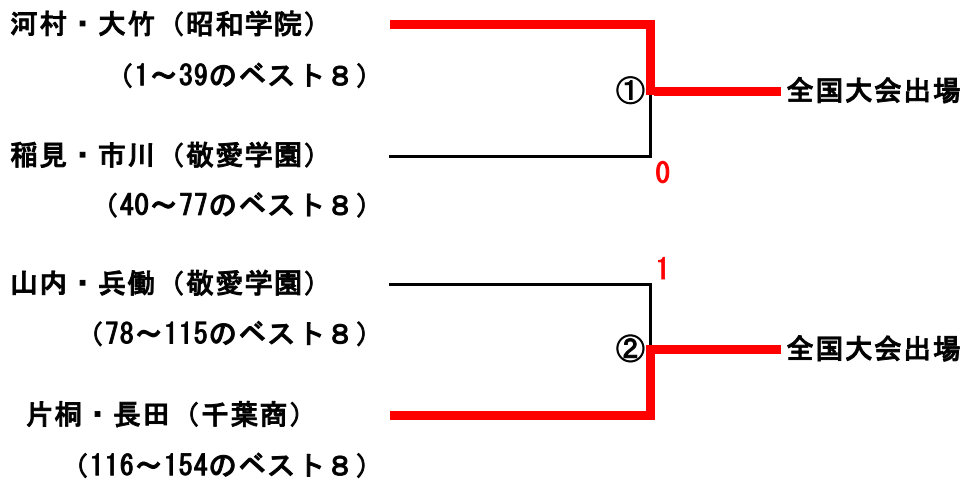 河村・大竹（昭和学院）
（1～39のベスト８）
①
全国大会出場
稲見・市川（敬愛学園）
0
（40～77のベスト８）
1
山内・兵働（敬愛学園）
（78～115のベスト８）
②
全国大会出場
片桐・長田（千葉商）
（116～154のベスト８）